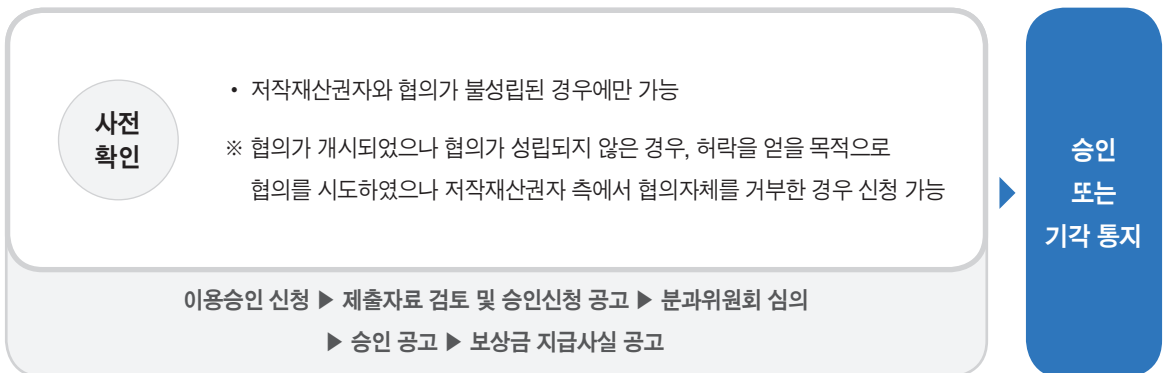 사전
확인
• 저작재산권자와 협의가 불성립된 경우에만 가능
※ 협의가 개시되었으나 협의가 성립되지 않은 경우, 허락을 얻을 목적으로
협의를 시도하였으나 저작재산권자 측에서 협의자체를 거부한 경우 신청 가능
이용승인 신청 ▶ 제출자료 검토 및 승인신청 공고 ▶ 분과위원회 심의
▶ 승인 공고 ▶ 보상금 지급사실 공고
승인
또는
기각 통지